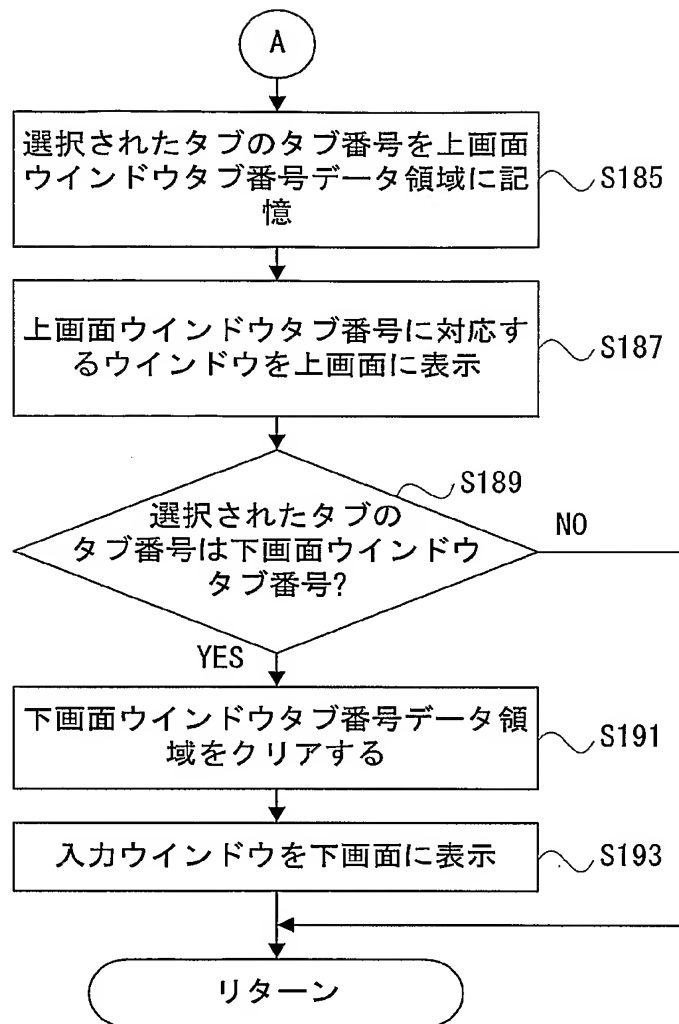 A
選択されたタブのタブ番号を上画面
ウインドウタブ番号データ領域に記
憶
S185
上画面ウインドウタブ番号に対応す
るウインドウを上画面に表示
S187
S189
選択されたタブの
タブ番号は下画面ウインドウ
タブ番号?
NO
YES
下画面ウインドウタブ番号データ領
域をクリアする
S191
入力ウインドウを下画面に表示
S193
リターン